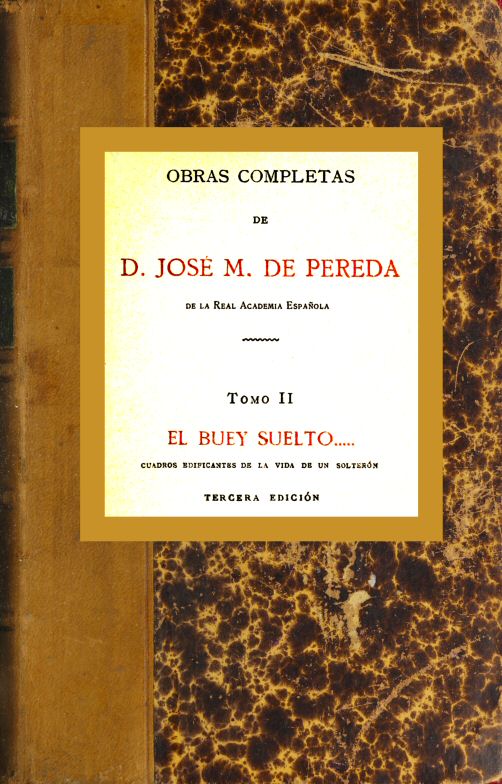 OBRAS COMPLETAS
DE
D. JOSÉ M. DE PEREDA
DE LA REAL ACADEMIA ESPAÑOLA
TOMO II
EL BUEY SUELTO.....
CUADROS EDIFICANTES DE LA VIDA DE UN SOLTERÓN
TERCERA EDICIÓN